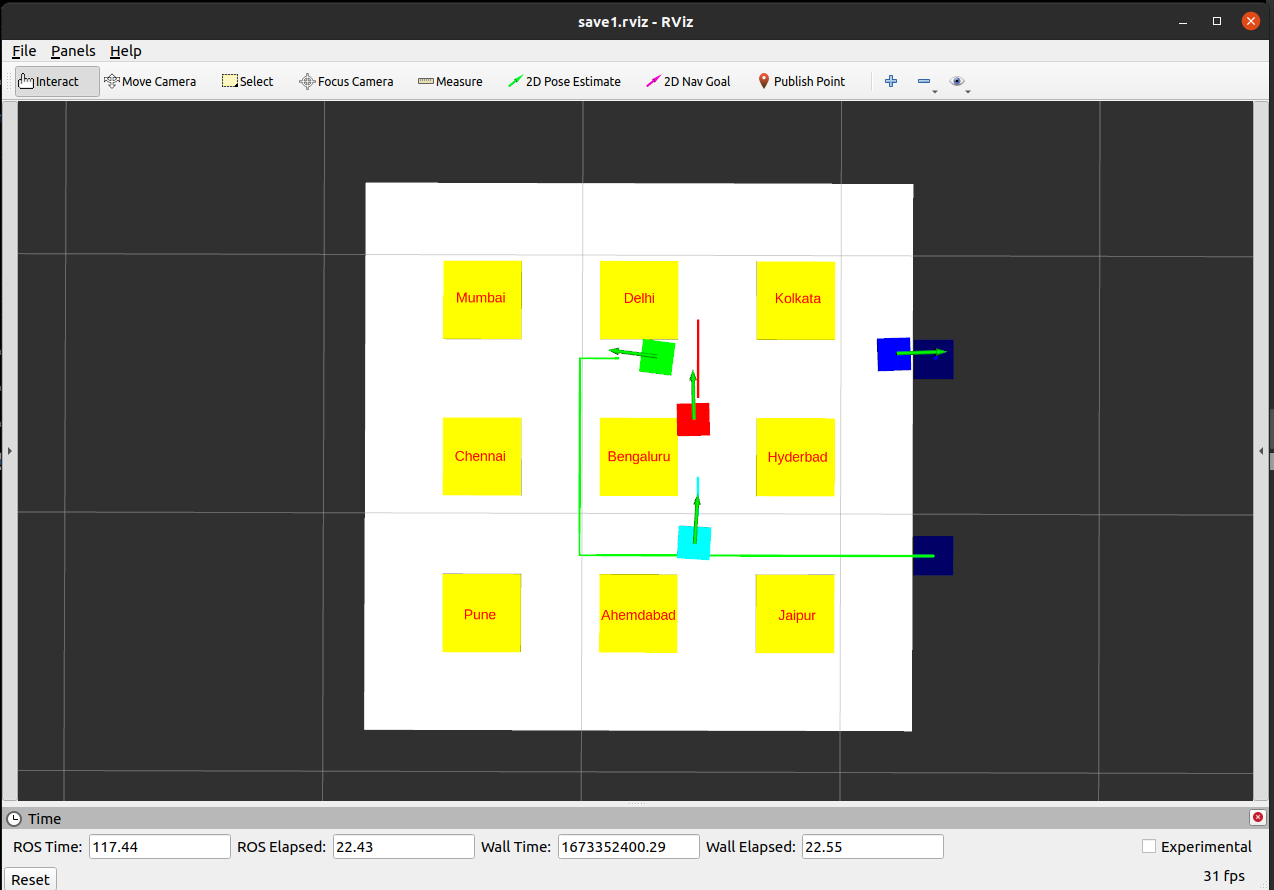 save1.rviz - RViz
File Panels Help
Interact Move Camera Select Focus Camera Measure 2D Pose Estimate 2D Nav Goal Publish Point
Mumbai Delhi Kolkata
Chennai Bengaluru Hyderbad
Pune Ahemdabad Jaipur
Time
ROS Time: 117.44 ROS Elapsed: 22.43 Wall Time: 1673352400.29 Wall Elapsed: 22.55 Experimental
Reset 31 fps